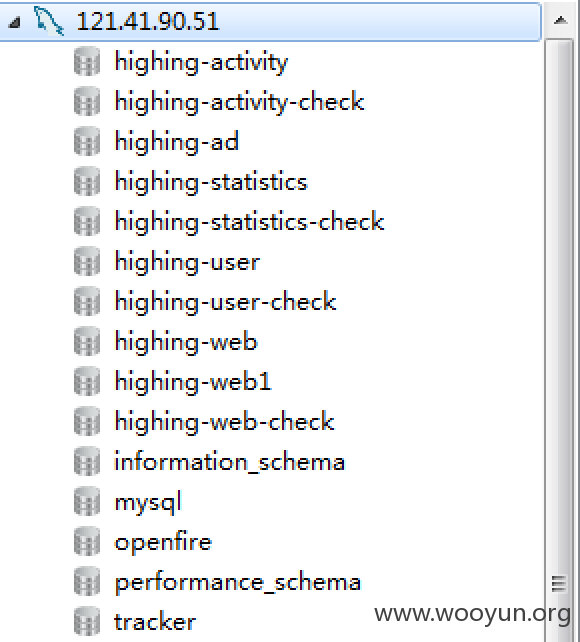 121.41.90.51
highing-activity
highing-activity-check
highing-ad
highing-statistics
highing-statistics-check
highing-user
highing-user-check
highing-web
highing-web1
highing-web-check
information_schema
mysql
openfire
performance_schema
tracker
www.wooyun.org